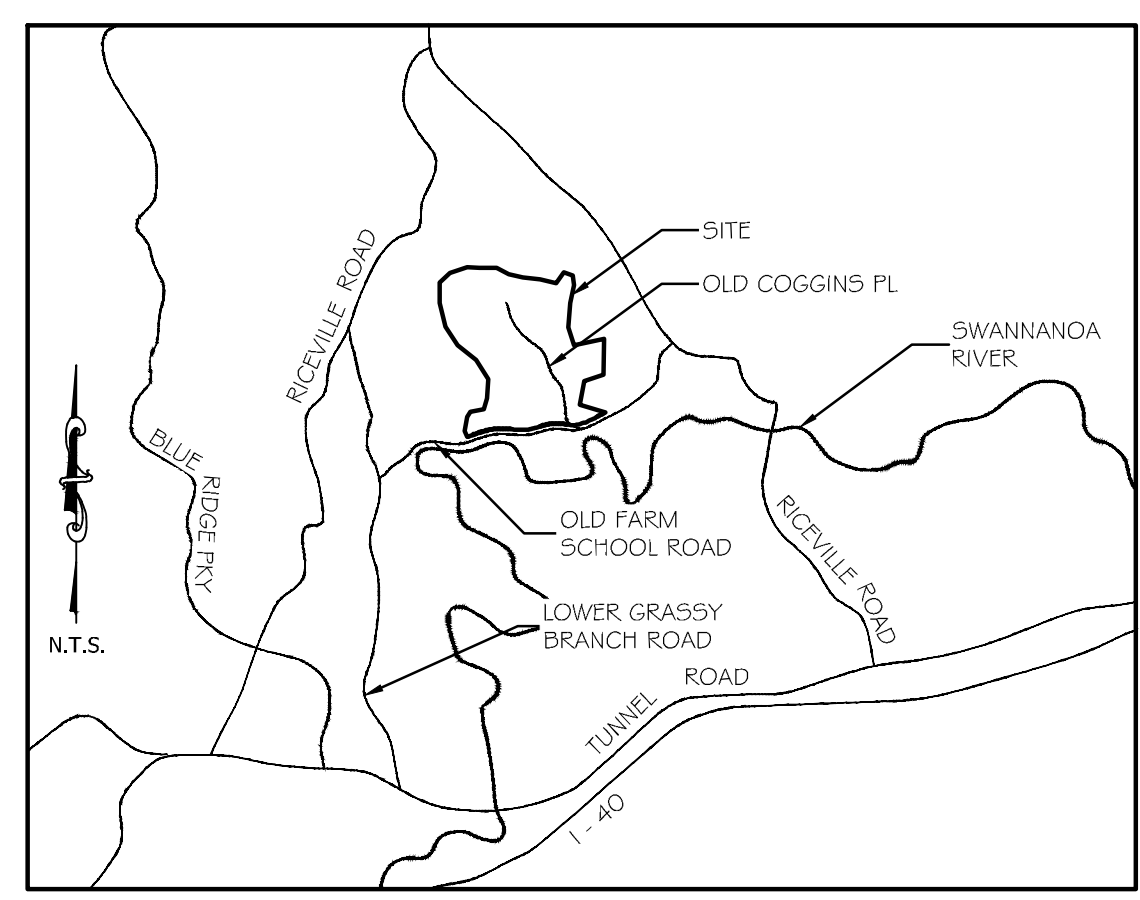 SITE
OLD COGGINS PL
RICEVILLE ROAD
SWANNANOA
RIVER
BLUE RIDGE PKY
OLD FARM
SCHOOL ROAD
RICEVILLE ROAD
N.T.S.
LOWER GRASSY
BRANCH ROAD
TUNNEL ROAD
I - 40